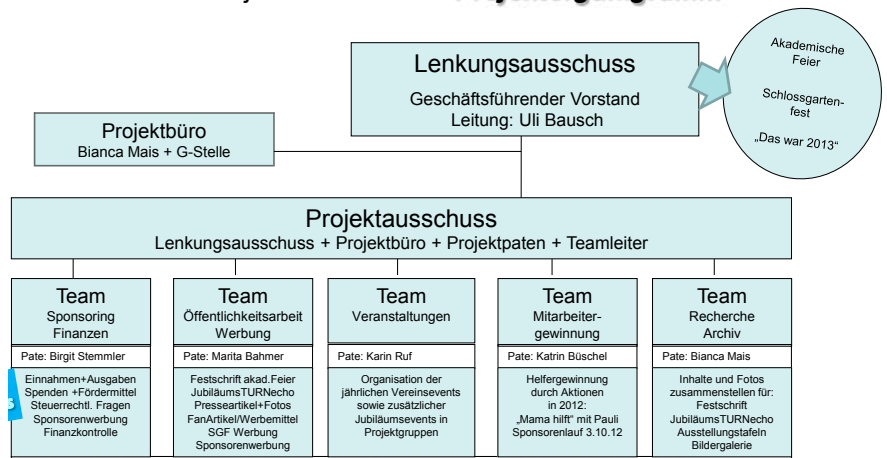 Projektorganigramm
Lenkungsausschuss
Geschäftsführender Vorstand
Leitung: Uli Bausch
Akademische
Feier
Schlossgarten-
fest
„Das war 2013“
Projektbüro
Bianca Mais + G-Stelle
Projektausschuss
Lenkungsausschuss + Projektbüro + Projektpaten + Teamleiter
Team
Sponsoring
Finanzen
Pate: Birgit Stemmler
Einnahmen+Ausgaben
Spenden +Fördermittel
Steuerrechtl. Fragen
Sponsorenwerbung
Finanzkontrolle
Team
Öffentlichkeitsarbeit
Werbung
Pate: Marita Bahmer
Festschrift akad.Feier
JubiläumsTURNecho
Presseartikel+Fotos
FanArtikel/Werbemittel
SGF Werbung
Sponsorenwerbung
Team
Veranstaltungen
Pate: Karin Ruf
Organisation der
jährlichen Vereinsevents
sowie zusätzlicher
Jubiläumsevents in
Projektgruppen
Team
Mitarbeiter-
gewinnung
Pate: Katrin Büschel
Helfergewinnung
durch Aktionen
in 2012:
„Mama hilft“ mit Pauli
Sponsorenlauf 3.10.12
Team
Recherche
Archiv
Pate: Bianca Mais
Inhalte und Fotos
zusammenstellen für:
Festschrift
JubiläumsTURNecho
Ausstellungstafeln
Bildergalerie